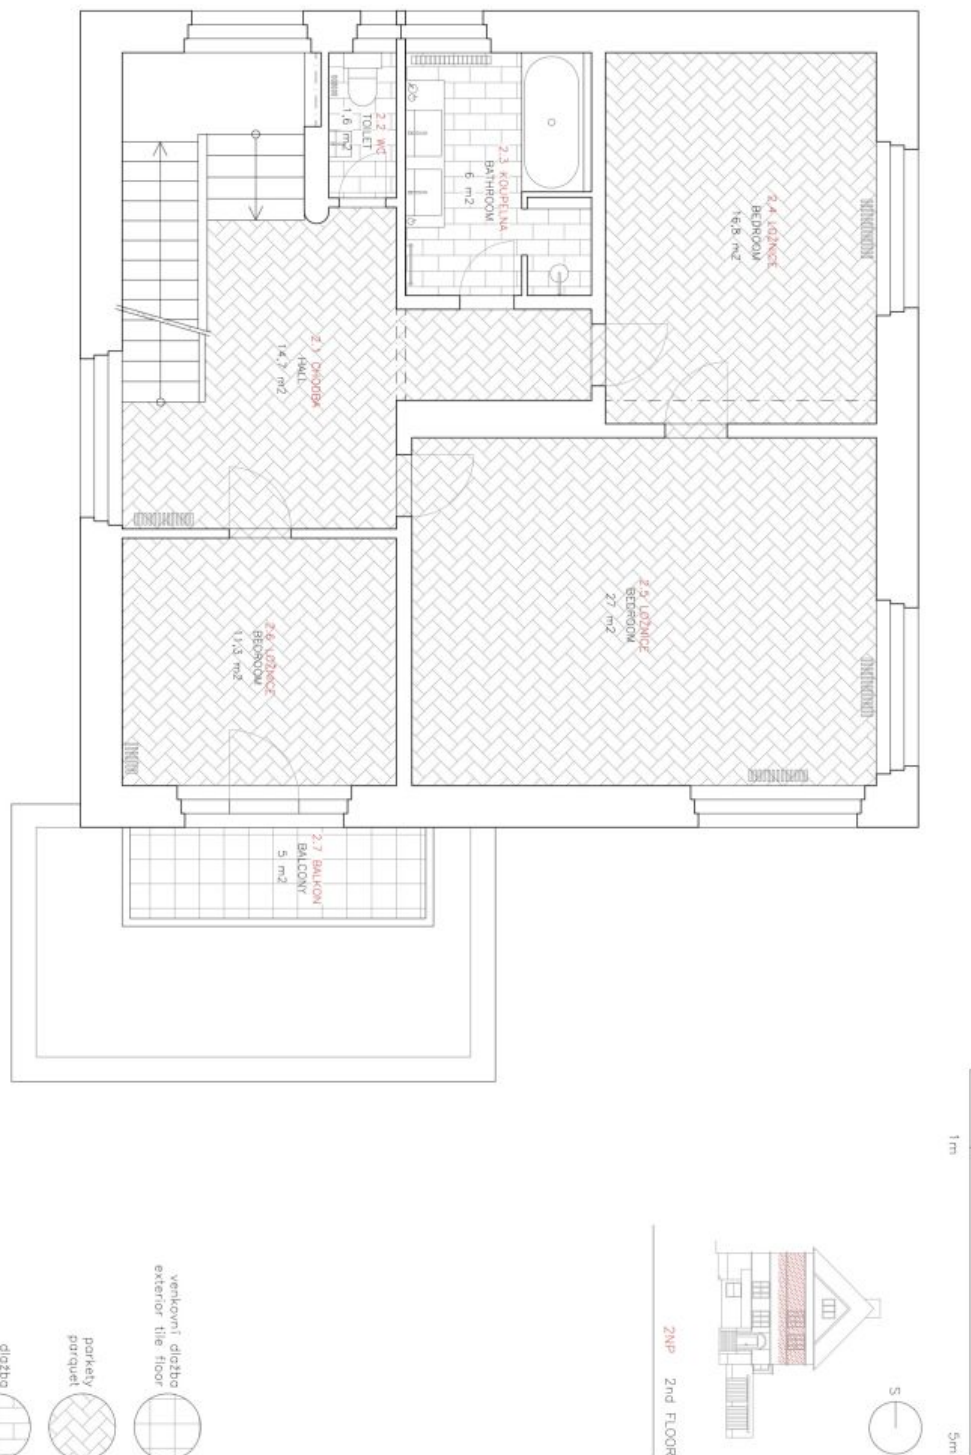 2.1 CHODBA
HALL
14,7 m2
2.2 WC
TOILET
1,6 m2
2.3 KOUPELNA
BATHROOM
6 m2
2.4 LOŽNICE
BEDROOM
16,8 m2
2.5 LOŽNICE
BEDROOM
27 m2
2.6 LOŽNICE
BEDROOM
11,3 m2
2.7 BALKON
BALCONY
5 m2
1m
5m
S
2NP 2nd FLOOR
venkovní dlažba
exterior tile floor
parkety
parquet
dlažba